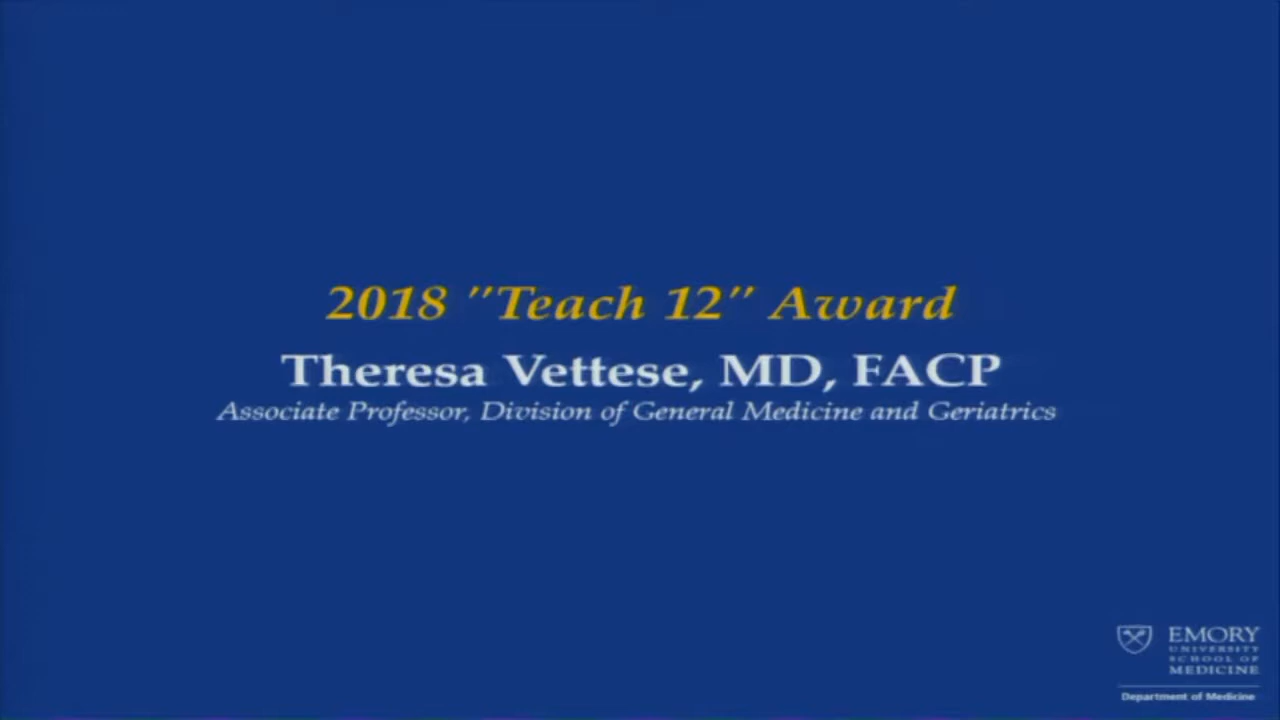 2018 "Teach 12" Award
Theresa Vettese, MD, FACP
Associate Professor, Division of General Medicine and Geriatrics
EMORY
UNIVERSITY
SCHOOL OF
MEDICINE
Department of Medicine